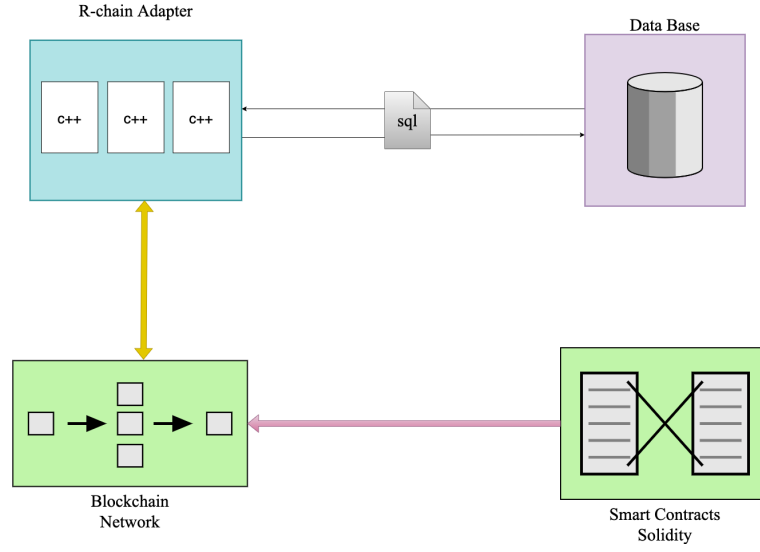 R-chain Adapter
Data Base
c++
c++
c++
sql
Blockchain
Network
Smart Contracts
Solidity